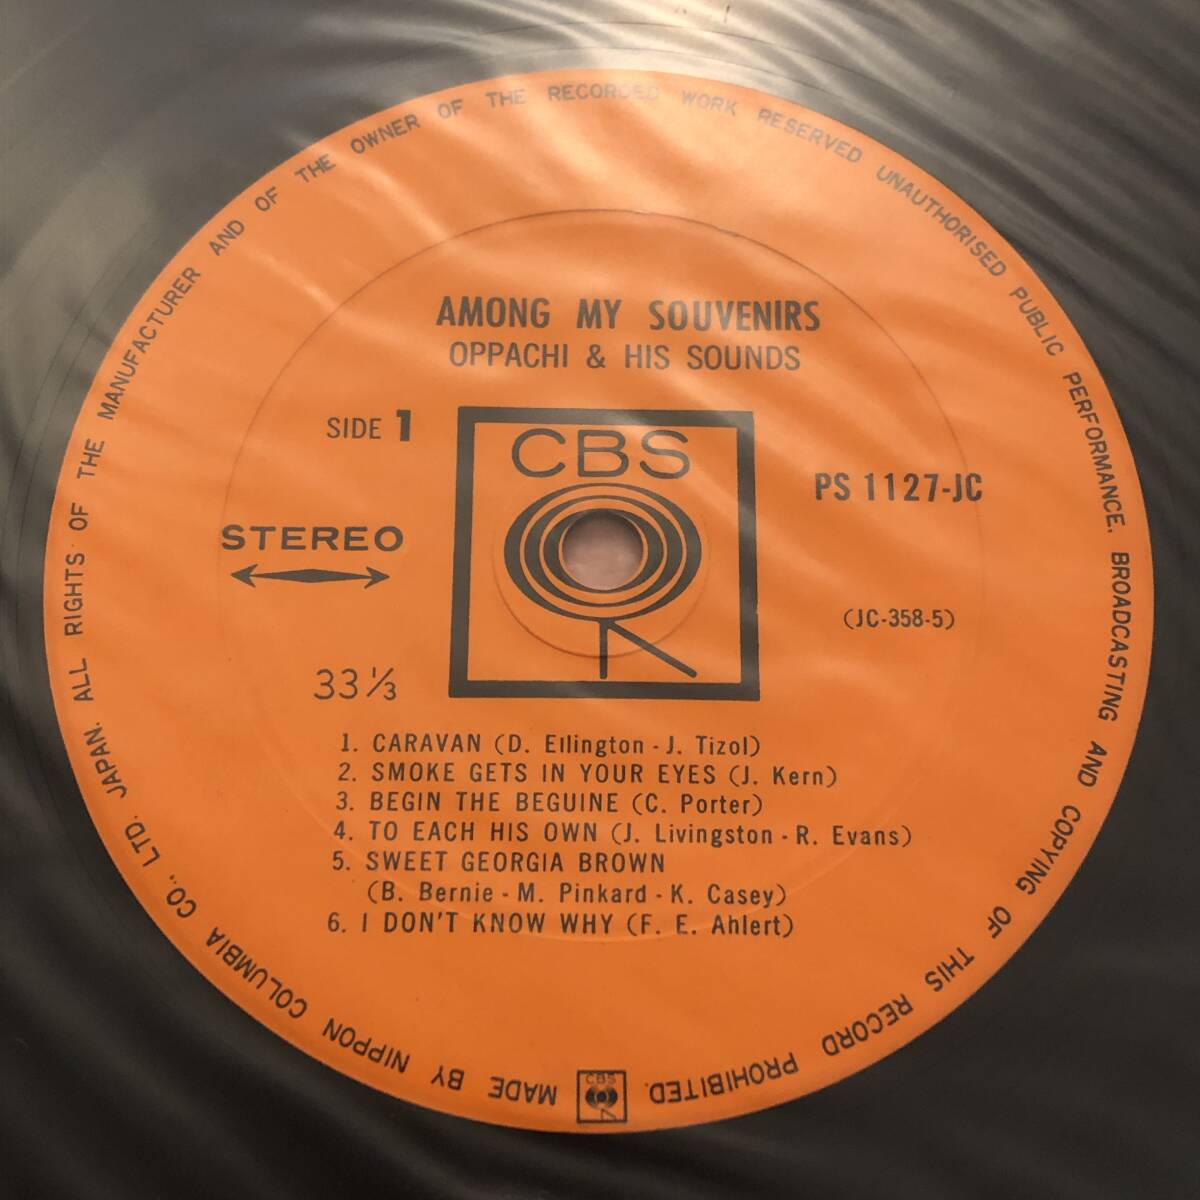 ALL RIGHTS OF THE MANUFACTURER AND OF THE OWNER OF THE RECORDED WORK RESERVED UNAUTHORISED PUBLIC PERFORMANCE. BROADCASTING AND COPYING OF THIS RECORD PROHIBITED.
AMONG MY SOUVENIRS
OPPACHI & HIS SOUNDS
SIDE 1
CBS
PS 1127-JC
STEREO
(JC-358-5)
33 1/3
1. CARAVAN (D. Ellington - J. Tizol)
2. SMOKE GETS IN YOUR EYES (J. Kern)
3. BEGIN THE BEGUINE (C. Porter)
4. TO EACH HIS OWN (J. Livingston - R. Evans)
5. SWEET GEORGIA BROWN
(B. Bernie - M. Pinkard - K. Casey)
6. I DON'T KNOW WHY (F. E. Ahlert)
CBS
MADE BY NIPPON COLUMBIA CO., LTD. JAPAN.